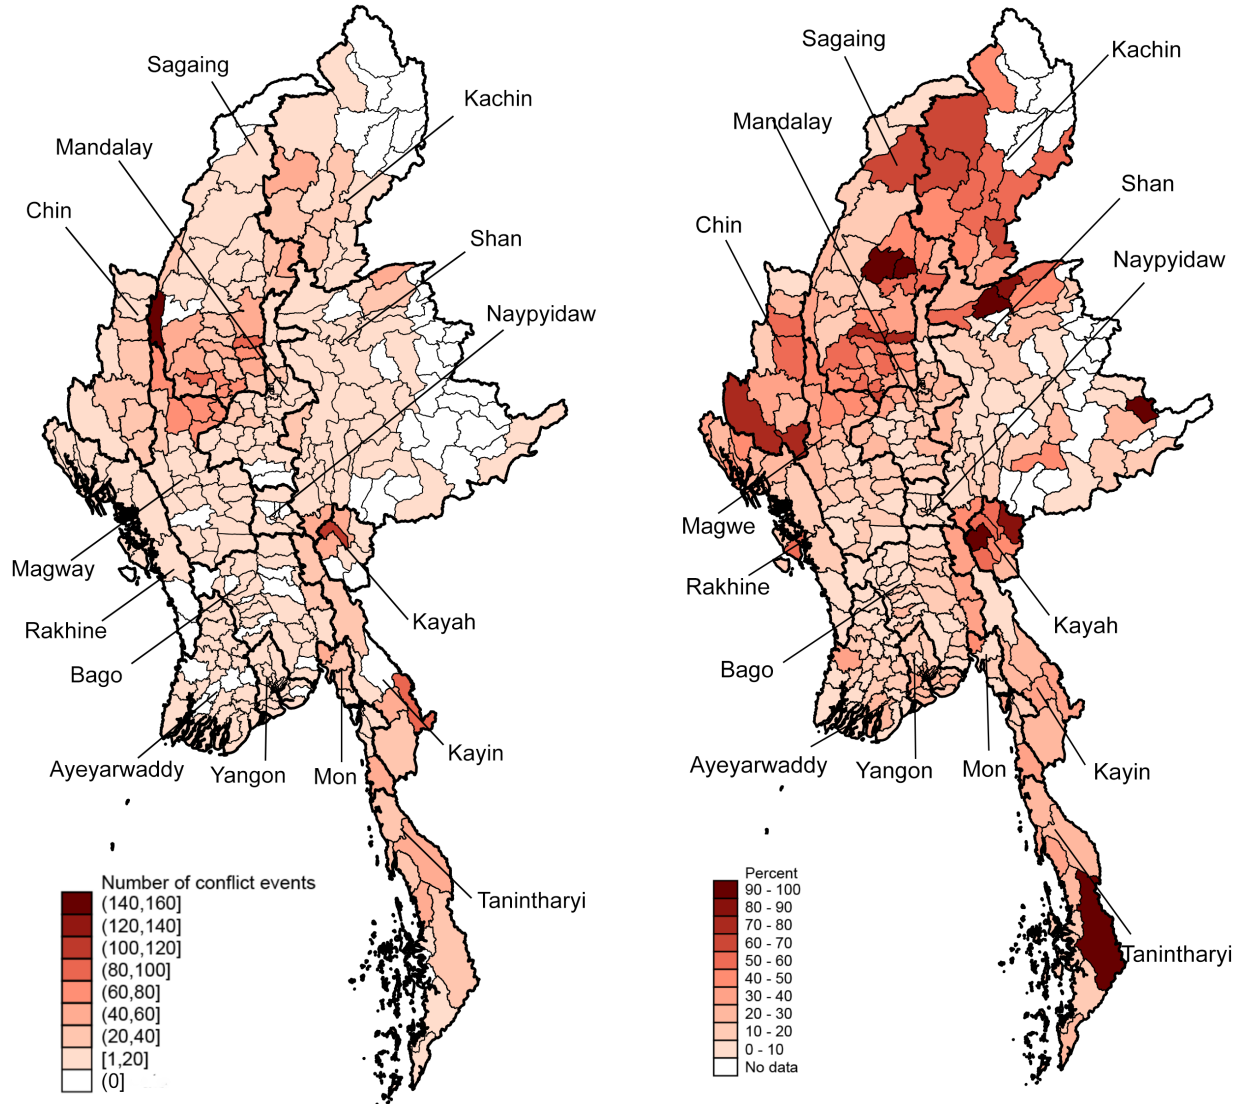 Sagaing
Kachin
Mandalay
Chin
Shan
Naypyidaw
Magway
Rakhine
Bago
Kayah
Kayin
Ayeyarwaddy
Yangon
Mon
Tanintharyi
Number of conflict events
(140,160]
(120,140]
(100,120]
(80,100]
(60,80]
(40,60]
(20,40]
[1,20]
(0]
Sagaing
Kachin
Mandalay
Shan
Chin
Naypyidaw
Magwe
Rakhine
Kayah
Bago
Ayeyarwaddy
Yangon
Mon
Kayin
Tanintharyi
Percent
90 - 100
80 - 90
70 - 80
60 - 70
50 - 60
40 - 50
30 - 40
20 - 30
10 - 20
0 - 10
No data